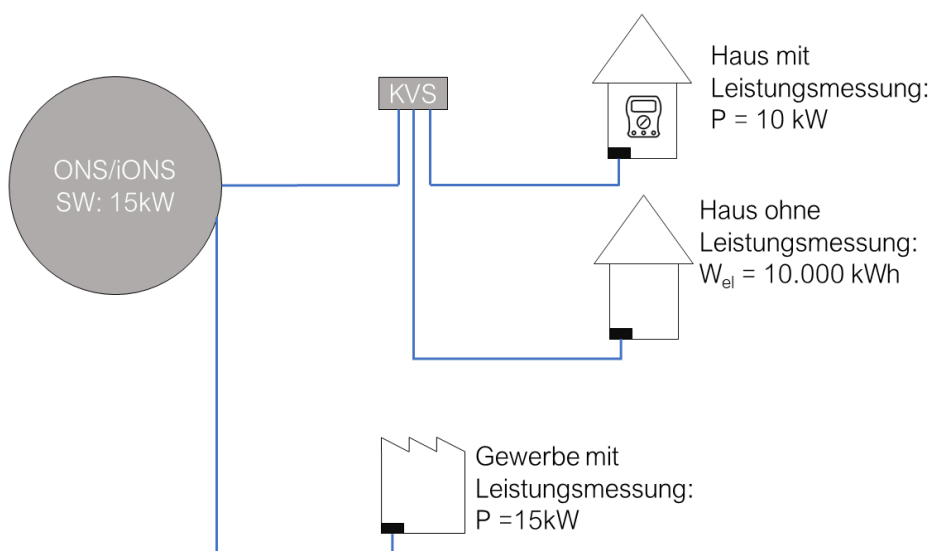 ONS/iONS
SW: 15kW
KVS
Haus mit
Leistungsmessung:
P = 10 kW
Haus ohne
Leistungsmessung:
Wel = 10.000 kWh
Gewerbe mit
Leistungsmessung:
P =15kW